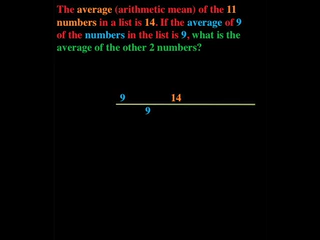 The average (arithmetic mean) of the 11
numbers in a list is 14. If the average of 9
of the numbers in the list is 9, what is the
average of the other 2 numbers?
9 14
9